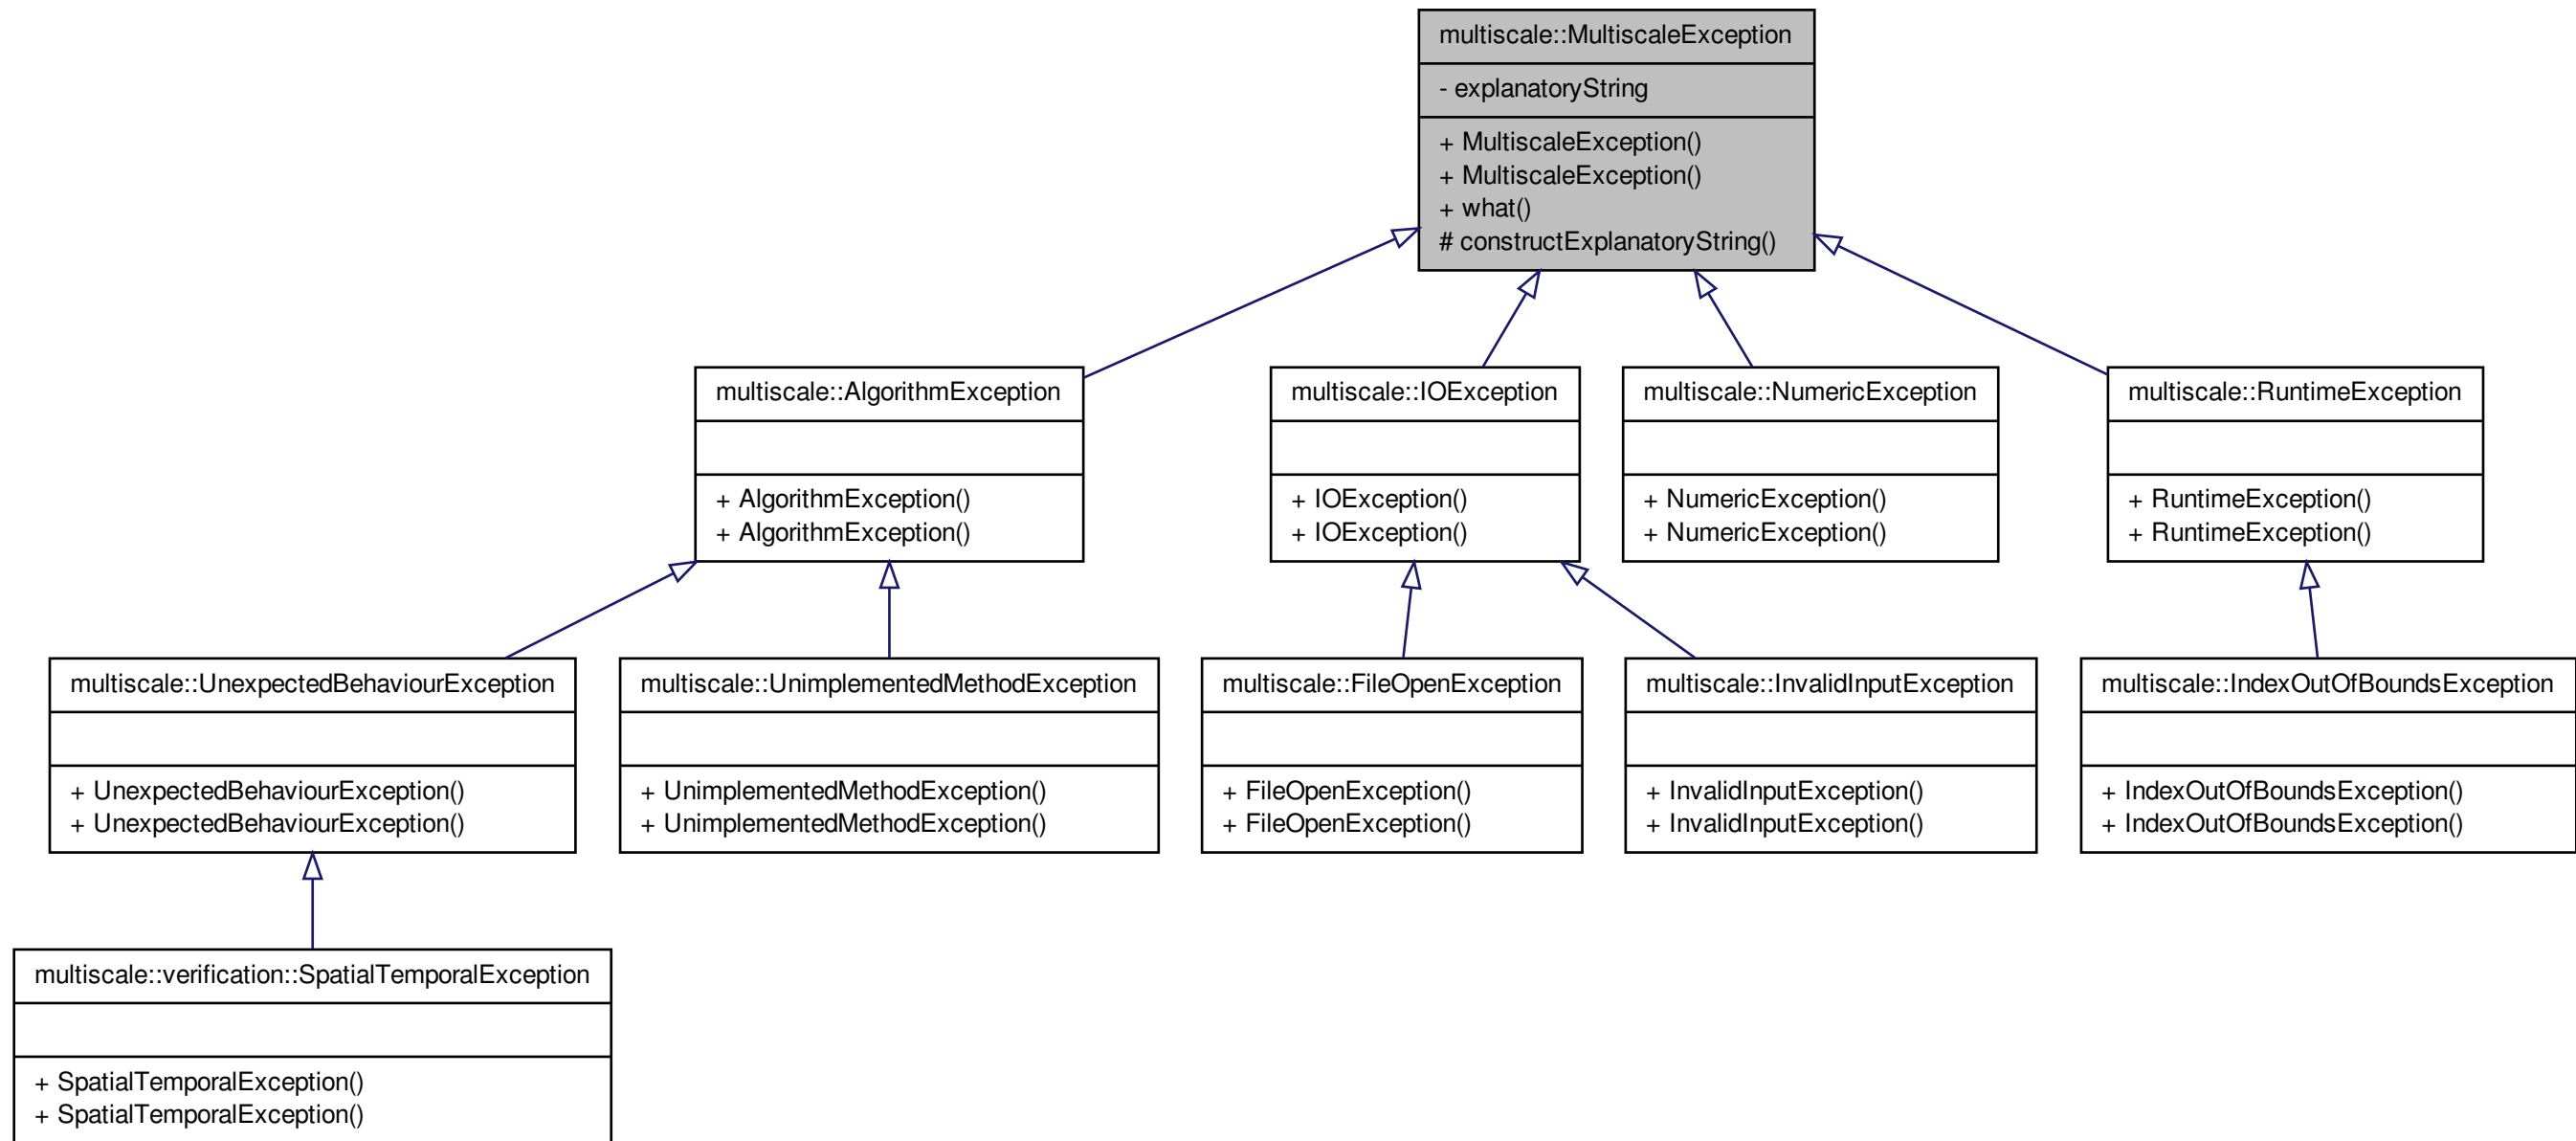 multiscale::MultiscaleException
- explanatoryString
+ MultiscaleException()
+ MultiscaleException()
+ what()
# constructExplanatoryString()
multiscale::AlgorithmException
+ AlgorithmException()
+ AlgorithmException()
multiscale::IOException
+ IOException()
+ IOException()
multiscale::NumericException
+ NumericException()
+ NumericException()
multiscale::RuntimeException
+ RuntimeException()
+ RuntimeException()
multiscale::UnexpectedBehaviourException
+ UnexpectedBehaviourException()
+ UnexpectedBehaviourException()
multiscale::UnimplementedMethodException
+ UnimplementedMethodException()
+ UnimplementedMethodException()
multiscale::FileOpenException
+ FileOpenException()
+ FileOpenException()
multiscale::InvalidInputException
+ InvalidInputException()
+ InvalidInputException()
multiscale::IndexOutOfBoundsException
+ IndexOutOfBoundsException()
+ IndexOutOfBoundsException()
multiscale::verification::SpatialTemporalException
+ SpatialTemporalException()
+ SpatialTemporalException()